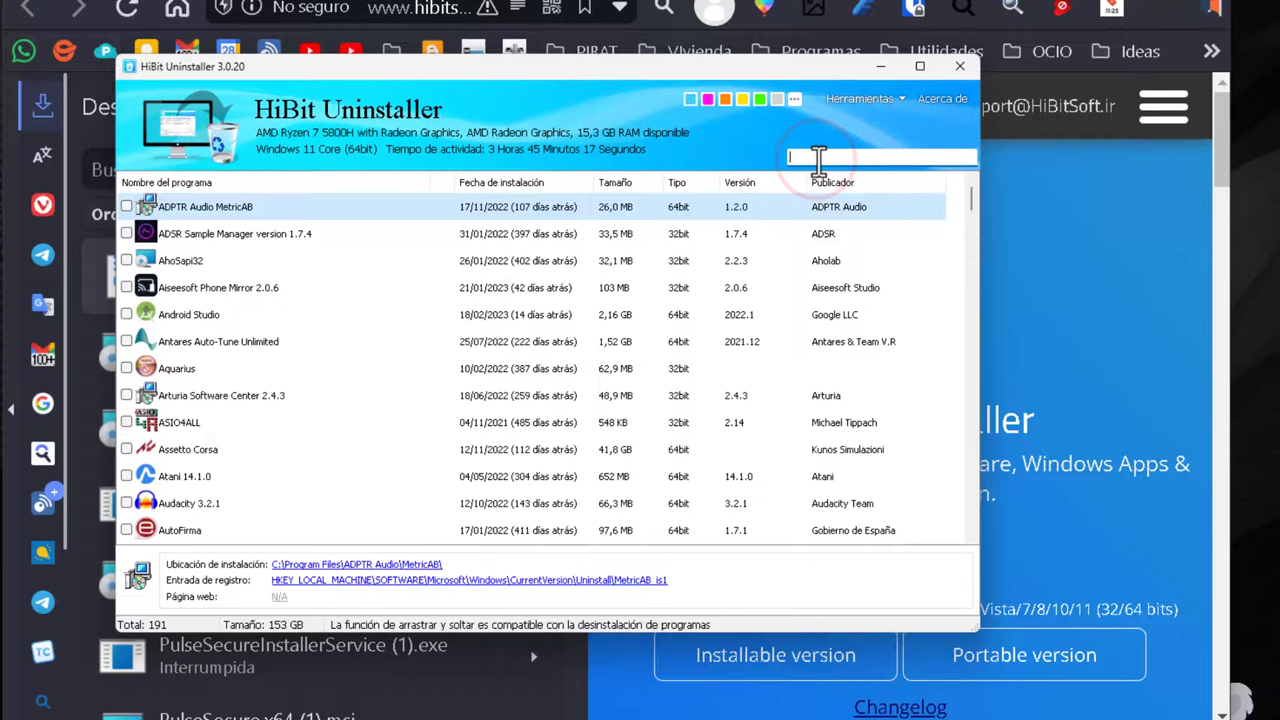 No seguro
www.hibits...
28
100+
PIRAT
VIvienda
Programas
Utilidades
OCIO
Ideas
11:25
HiBit Uninstaller 3.0.20
HiBit Uninstaller
AMD Ryzen 7 5800H with Radeon Graphics, AMD Radeon Graphics, 15,3 GB RAM disponible
Windows 11 Core (64bit) Tiempo de actividad: 3 Horas 45 Minutos 17 Segundos
Herramientas
Acerca de
port@HiBitSoft.ir
Des
Bus
Ord
Nombre del programa Fecha de instalación Tamaño Tipo Versión Publicador
ADPTR Audio MetricAB 17/11/2022 (107 días atrás) 26,0 MB 64bit 1.2.0 ADPTR Audio
ADSR Sample Manager version 1.7.4 31/01/2022 (397 días atrás) 33,5 MB 32bit 1.7.4 ADSR
AhoSapi32 26/01/2022 (402 días atrás) 32,1 MB 32bit 2.2.3 Aholab
Aiseesoft Phone Mirror 2.0.6 21/01/2023 (42 días atrás) 103 MB 32bit 2.0.6 Aiseesoft Studio
Android Studio 18/02/2023 (14 días atrás) 2,16 GB 64bit 2022.1 Google LLC
Antares Auto-Tune Unlimited 25/07/2022 (222 días atrás) 1,52 GB 64bit 2021.12 Antares & Team V.R
Aquarius 10/02/2022 (387 días atrás) 62,9 MB 32bit
Arturia Software Center 2.4.3 18/06/2022 (259 días atrás) 48,9 MB 32bit 2.4.3 Arturia
ASIO4ALL 04/11/2021 (485 días atrás) 548 KB 32bit 2.14 Michael Tippach
Assetto Corsa 12/11/2022 (112 días atrás) 41,8 GB 64bit Kunos Simulazioni
Atani 14.1.0 04/05/2022 (304 días atrás) 652 MB 64bit 14.1.0 Atani
Audacity 3.2.1 12/10/2022 (143 días atrás) 66,3 MB 64bit 3.2.1 Audacity Team
AutoFirma 17/01/2022 (411 días atrás) 97,6 MB 64bit 1.7.1 Gobierno de España
Ubicación de instalación: C:\Program Files\ADPTR Audio\MetricAB\
Entrada de registro: HKEY_LOCAL_MACHINE\SOFTWARE\Microsoft\Windows\CurrentVersion\Uninstall\MetricAB_is1
Página web: N/A
Total: 191 Tamaño: 153 GB La función de arrastrar y soltar es compatible con la desinstalación de programas
ller
are, Windows Apps &
n.
Vista/7/8/10/11 (32/64 bits)
Installable version
Portable version
Changelog
PulseSecureInstallerService (1).exe
Interrumpida
100+
TC